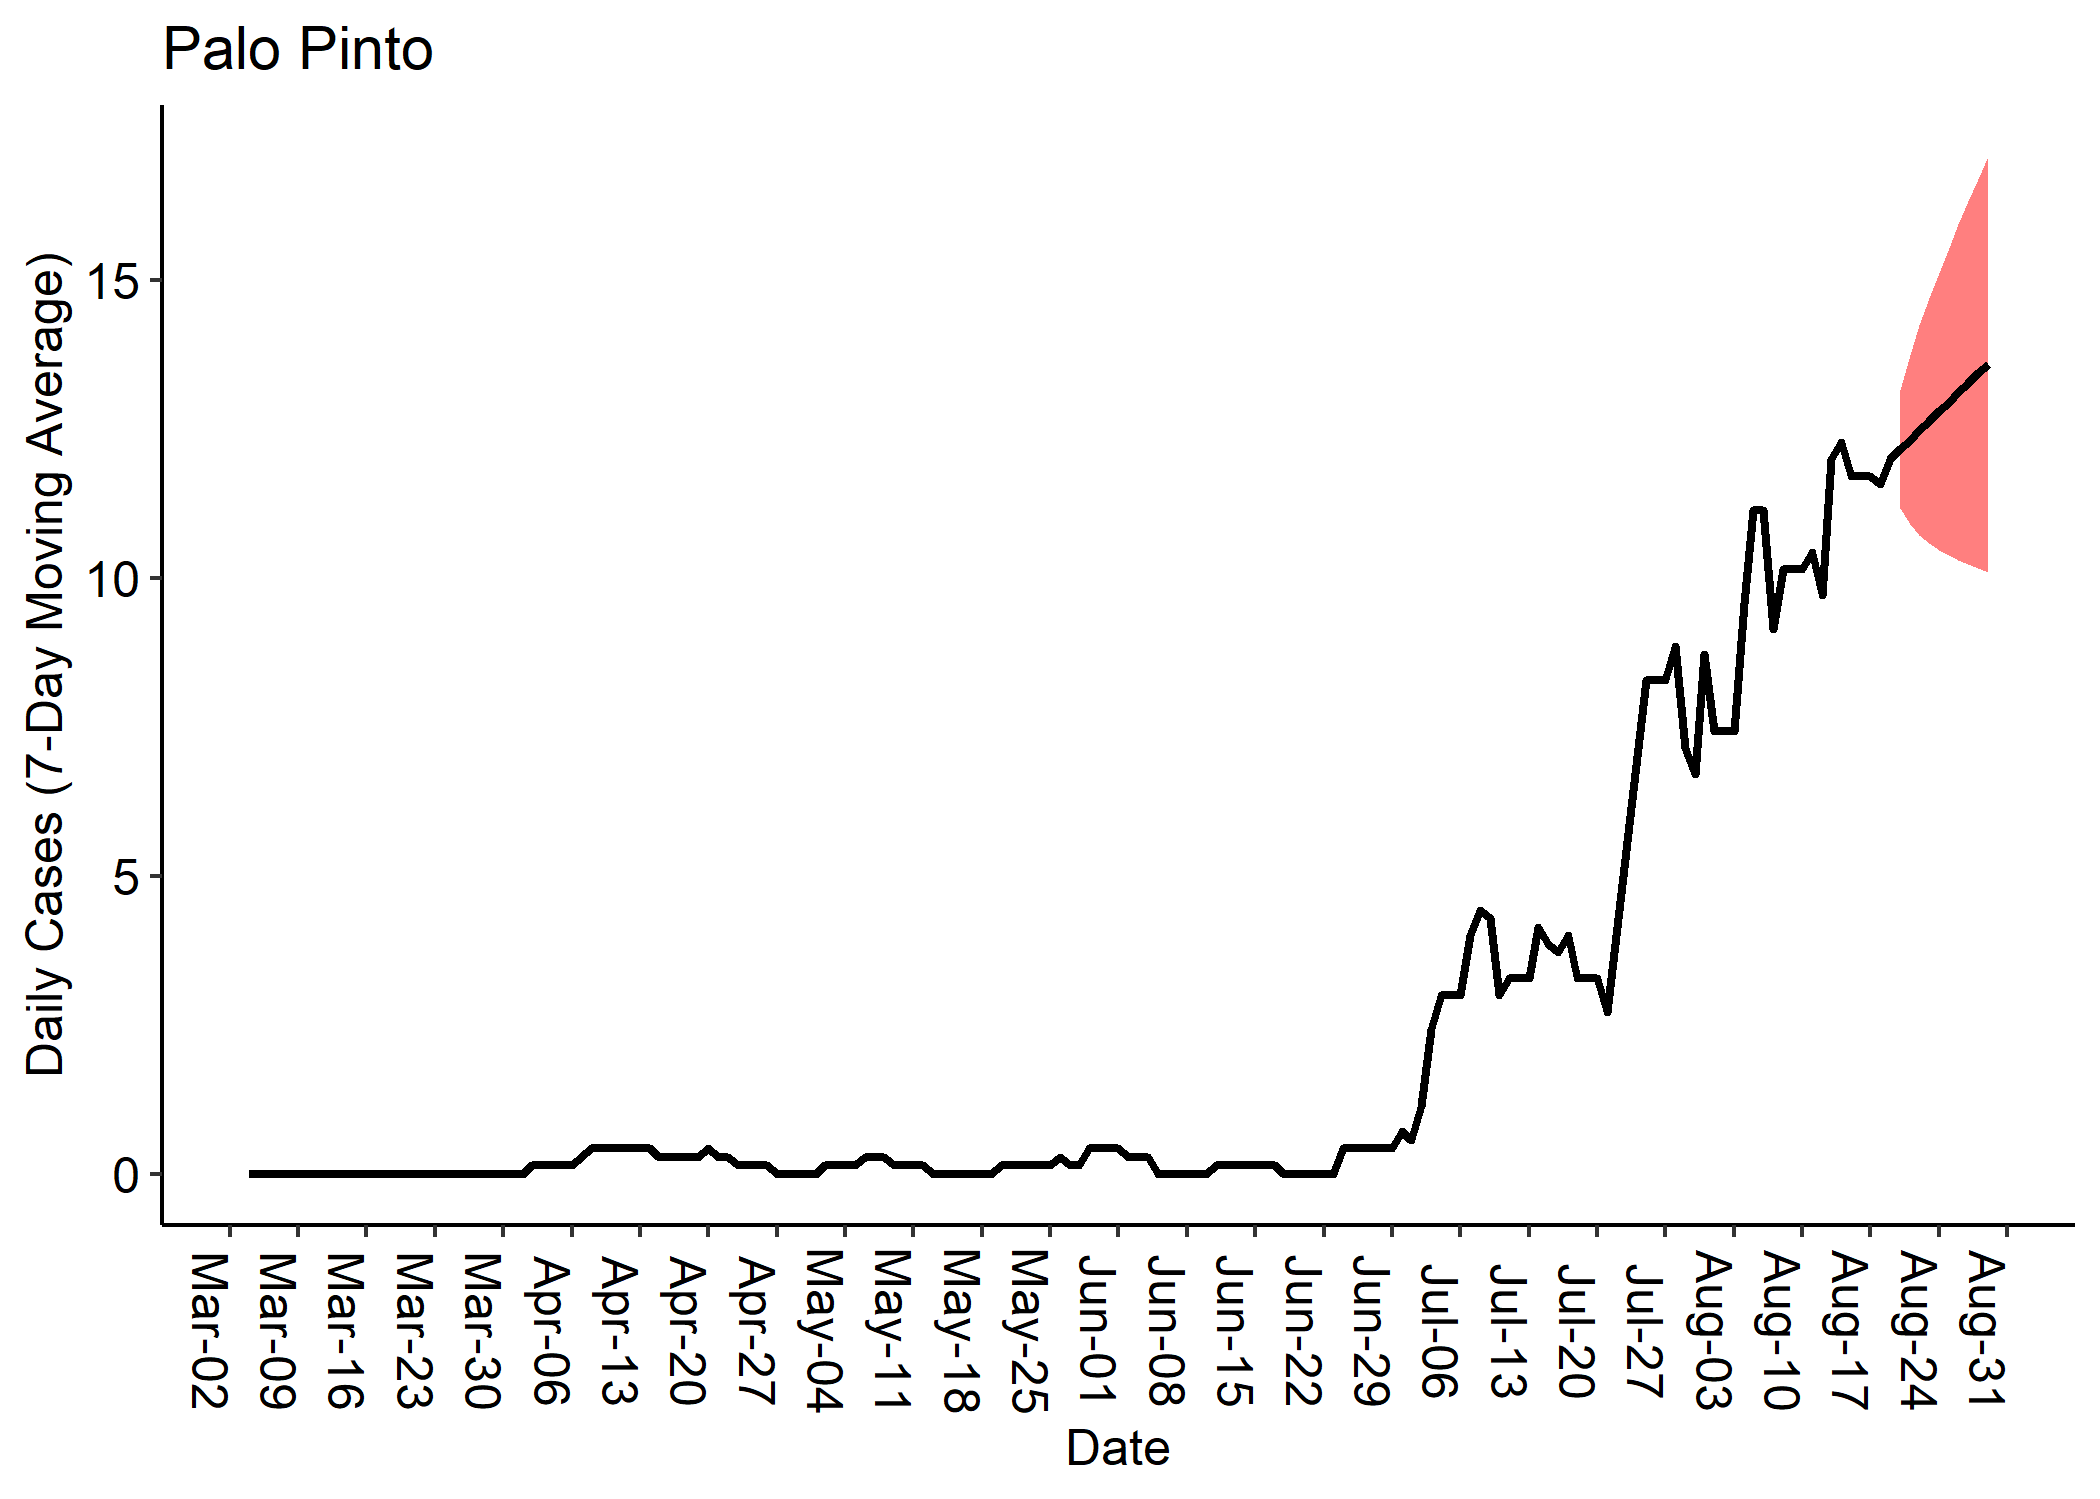 Palo Pinto
Daily Cases (7-Day Moving Average)
15
10
5
0
Mar-02
Mar-09
Mar-16
Mar-23
Mar-30
Apr-06
Apr-13
Apr-20
Apr-27
May-04
May-11
May-18
May-25
Jun-01
Jun-08
Jun-15
Jun-22
Jun-29
Jul-06
Jul-13
Jul-20
Jul-27
Aug-03
Aug-10
Aug-17
Aug-24
Aug-31
Date